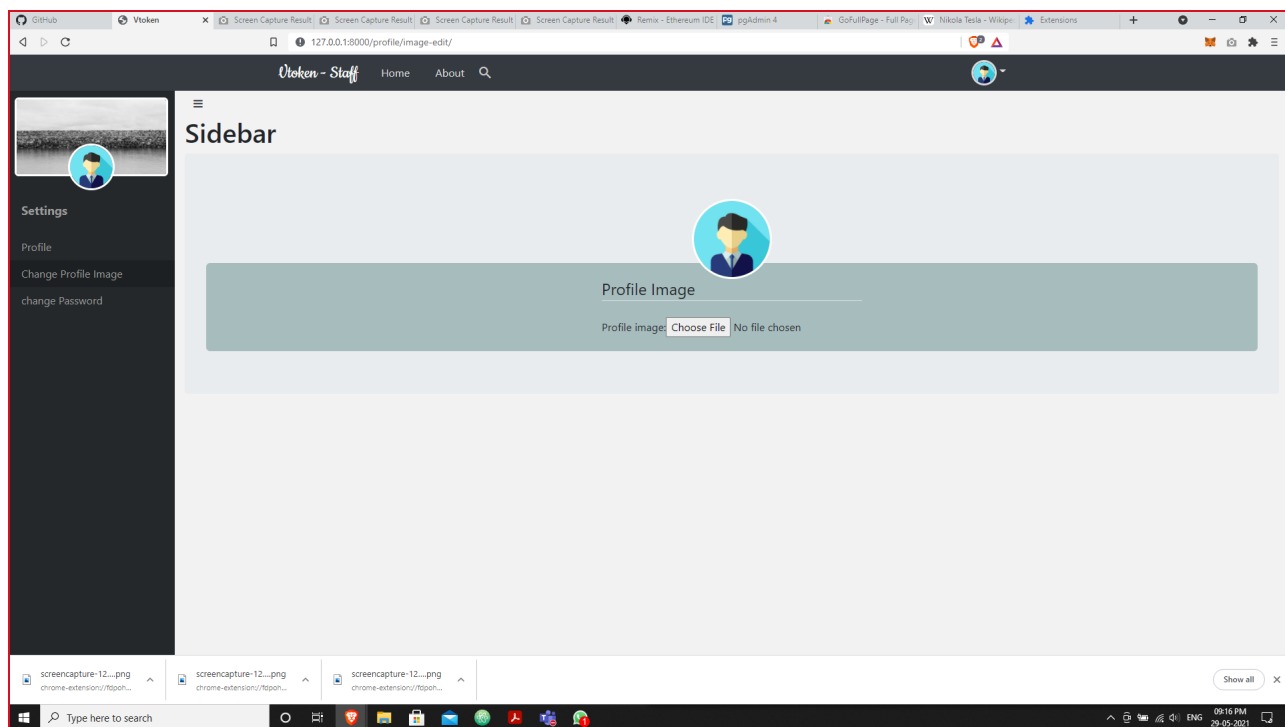 GitHub
Vtoken
Screen Capture Result
Screen Capture Result
Screen Capture Result
Screen Capture Result
Remix - Ethereum IDE
pgAdmin 4
GoFullPage - Full Pag
Nikola Tesla - Wikipe
Extensions
127.0.0.1:8000/profile/image-edit/
Vtoken - Staff Home About
Sidebar
Settings
Profile
Change Profile Image
change Password
Profile Image
Profile image: Choose File No file chosen
screencapture-12....png
chrome-extension://fdpoh...
screencapture-12....png
chrome-extension://fdpoh...
screencapture-12....png
chrome-extension://fdpoh...
Show all
Type here to search
ENG
09:16 PM
29-05-2021